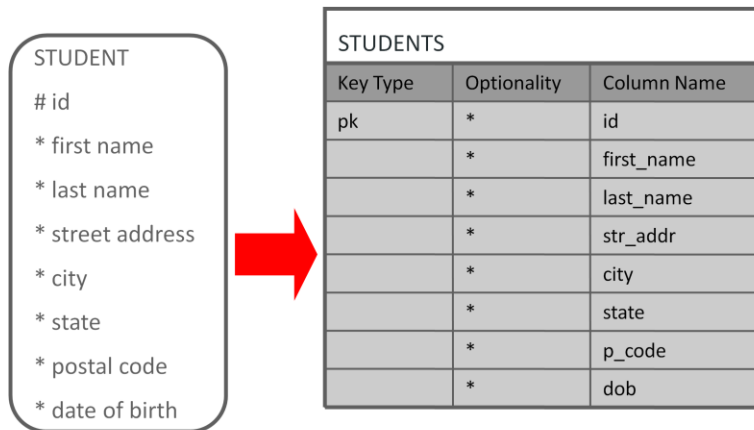 STUDENT
# id
* first name
* last name
* street address
* city
* state
* postal code
* date of birth
STUDENTS
Key Type Optionality Column Name
pk * id
* first_name
* last_name
* str_addr
* city
* state
* p_code
* dob